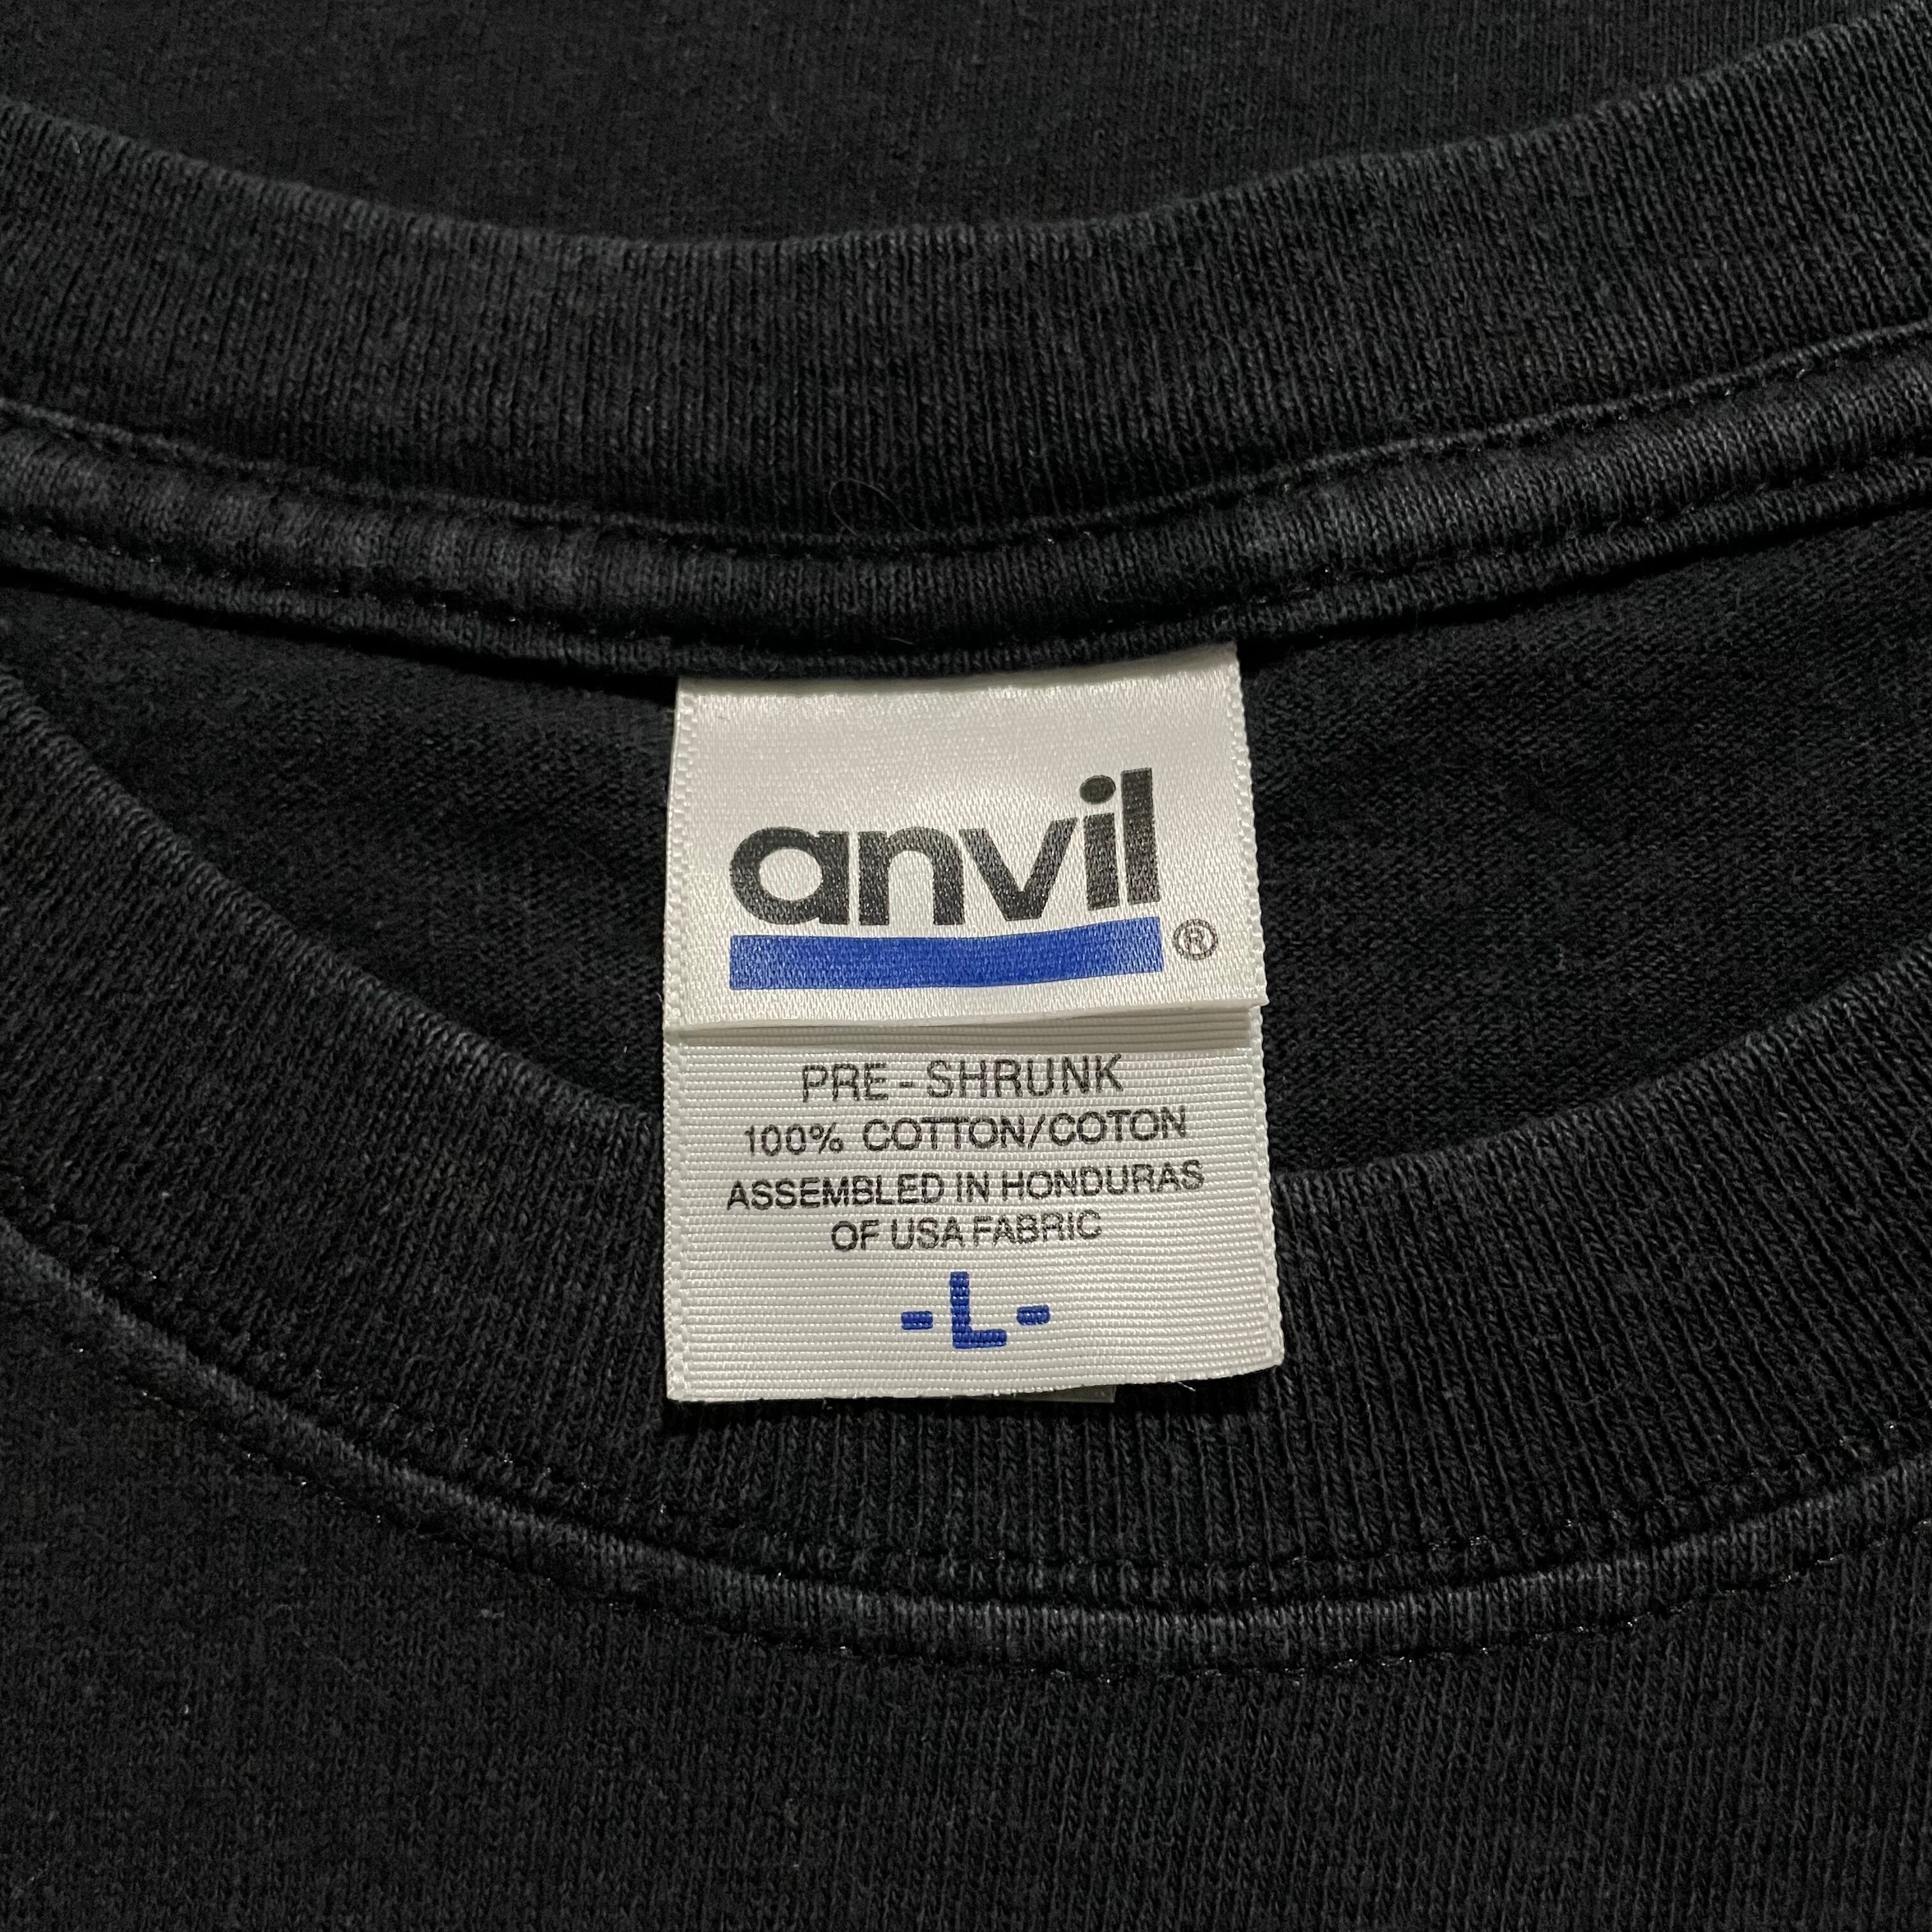 anvil®
PRE-SHRUNK
100% COTTON/COTON
ASSEMBLED IN HONDURAS
OF USA FABRIC
-L-